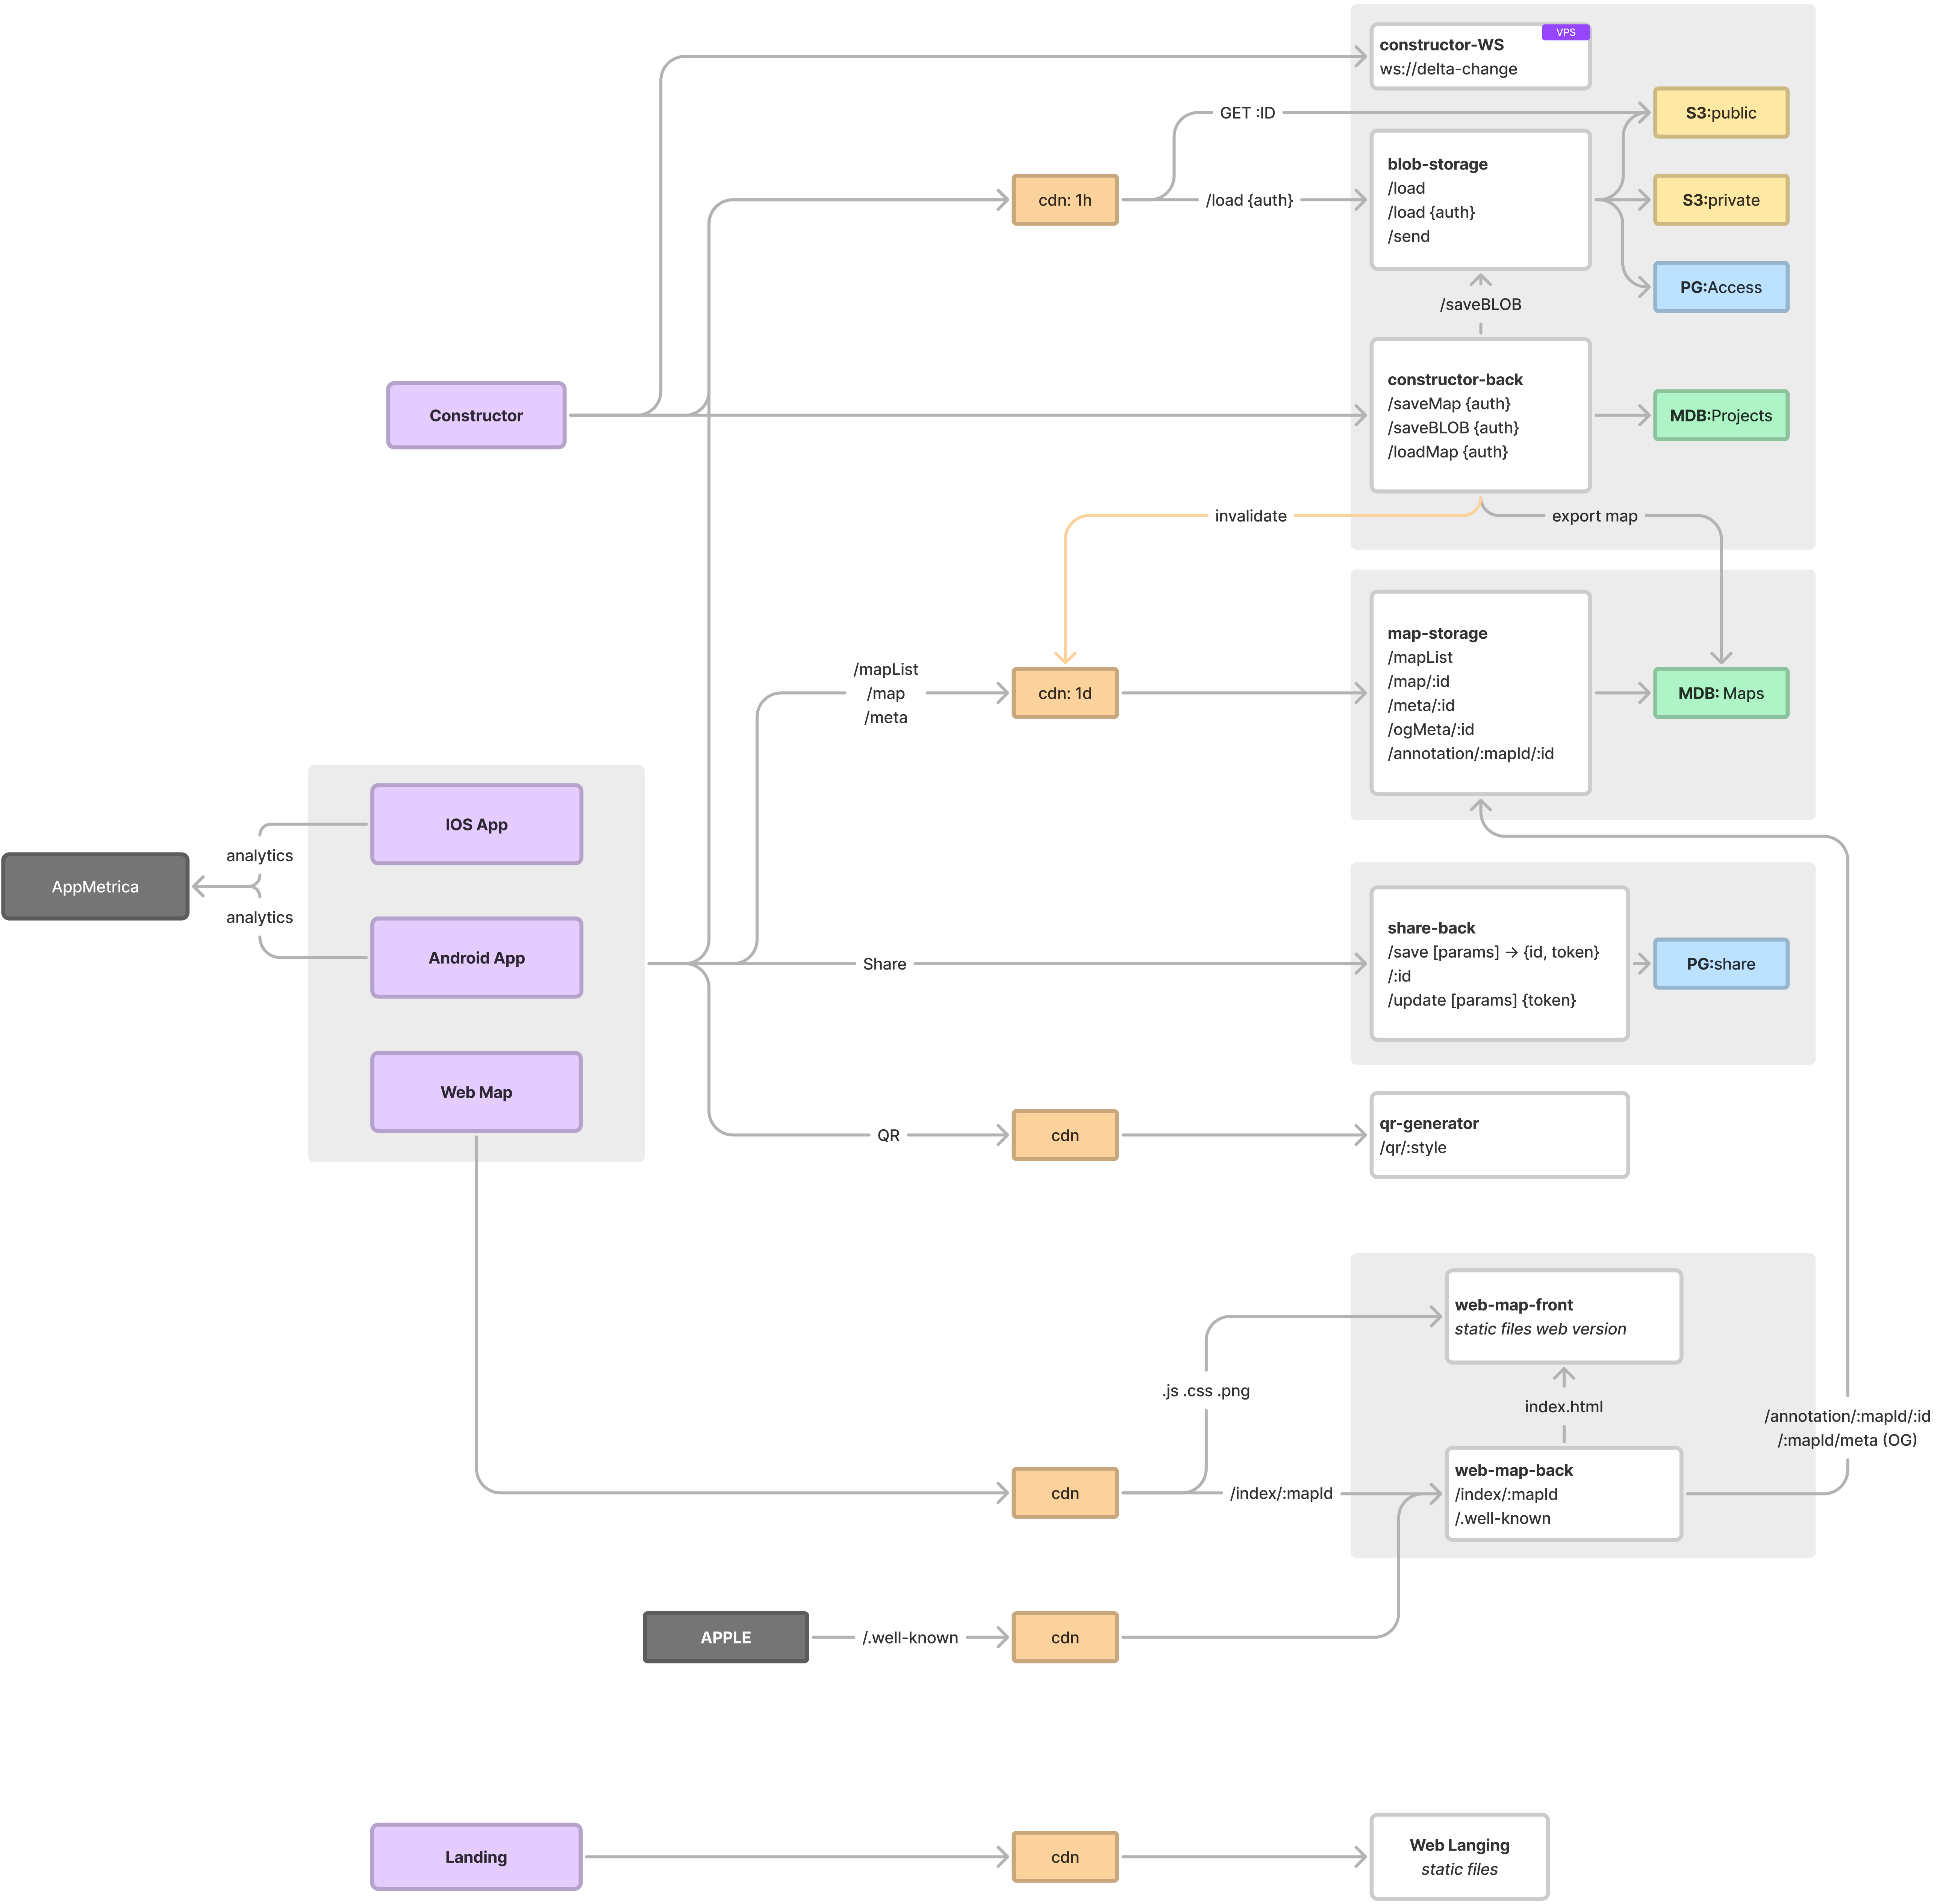 VPS
constructor-WS
ws://delta-change
GET :ID
S3:public
blob-storage
/load
/load {auth}
/send
cdn: 1h
/load {auth}
S3:private
PG:Access
/saveBLOB
Constructor
constructor-back
/saveMap {auth}
/saveBLOB {auth}
/loadMap {auth}
MDB:Projects
invalidate
export map
/mapList
/map
/meta
cdn: 1d
map-storage
/mapList
/map/:id
/meta/:id
/ogMeta/:id
/annotation/:mapId/:id
MDB: Maps
IOS App
analytics
AppMetrica
analytics
Android App
Share
share-back
/save [params] → {id, token}
/:id
/update [params] {token}
PG:share
Web Map
QR
cdn
qr-generator
/qr/:style
web-map-front
static files web version
.js .css .png
index.html
/annotation/:mapId/:id
/:mapId/meta (OG)
cdn
/index/:mapId
web-map-back
/index/:mapId
/.well-known
APPLE
/.well-known
cdn
Landing
cdn
Web Langing
static files